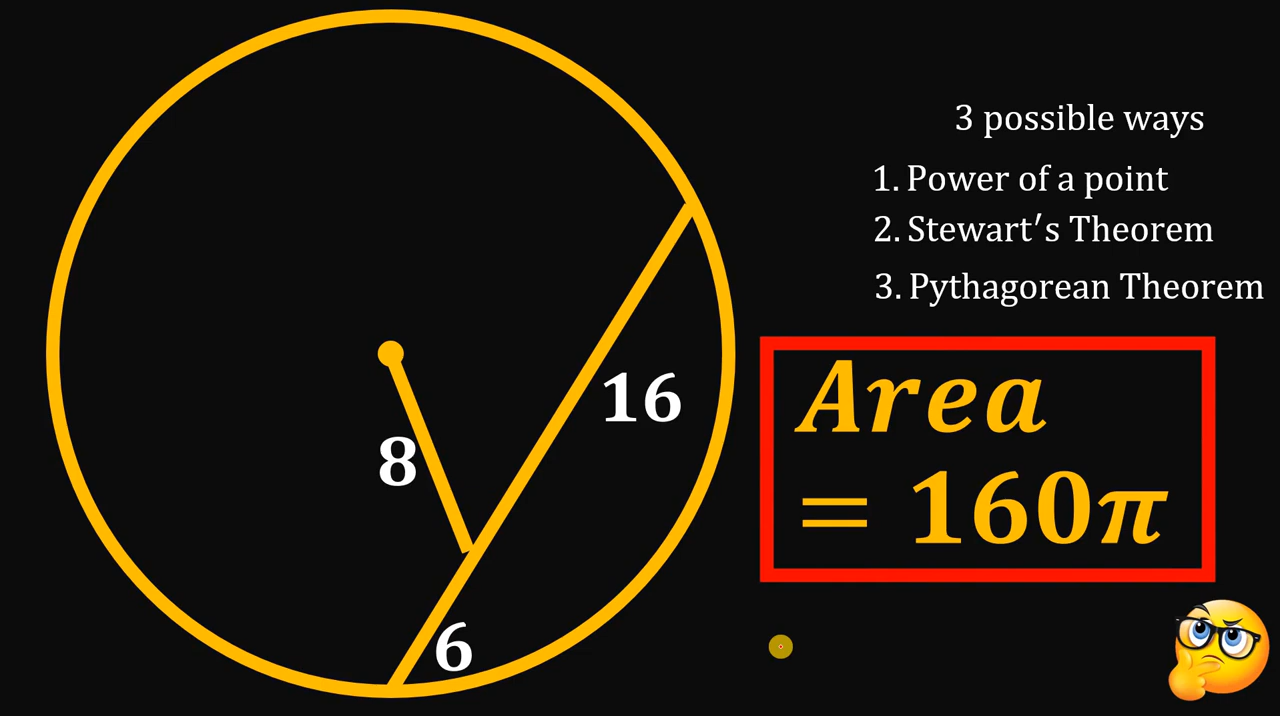 3 possible ways
1. Power of a point
2. Stewart's Theorem
3. Pythagorean Theorem
16
8
6
Area
= 160π